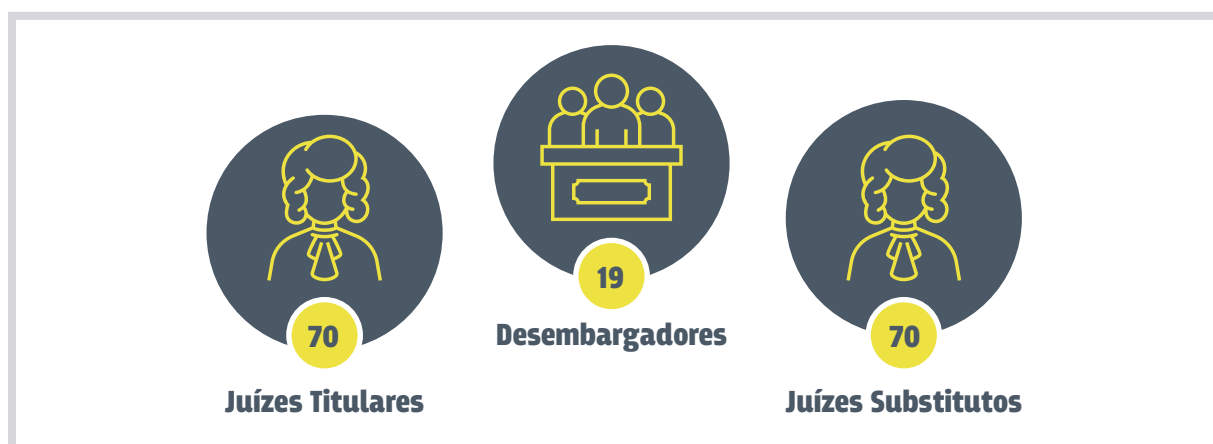 70
Juízes Titulares
19
Desembargadores
70
Juízes Substitutos